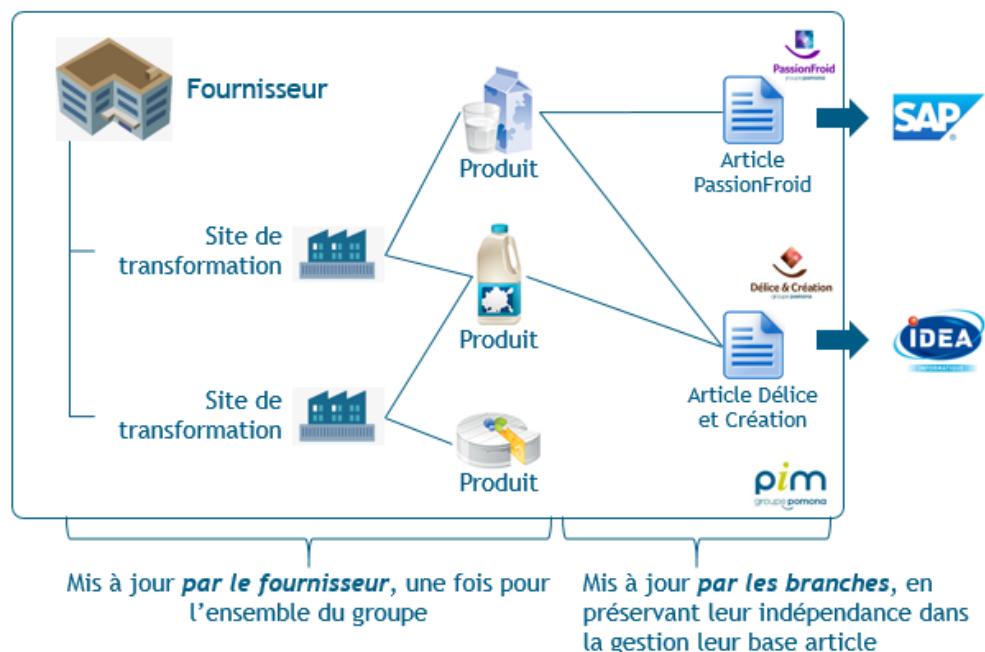 Fournisseur
PassionFroid
groupe pomona
SAP
®
Produit
Article
PassionFroid
Site de
transformation
Délice & Création
groupe pomona
Produit
iDEA
INFORMATIQUE
Article Délice
et Création
Site de
transformation
Produit
pim
groupe pomona
Mis à jour par le fournisseur, une fois pour
l'ensemble du groupe
Mis à jour par les branches, en
préservant leur indépendance dans
la gestion leur base article